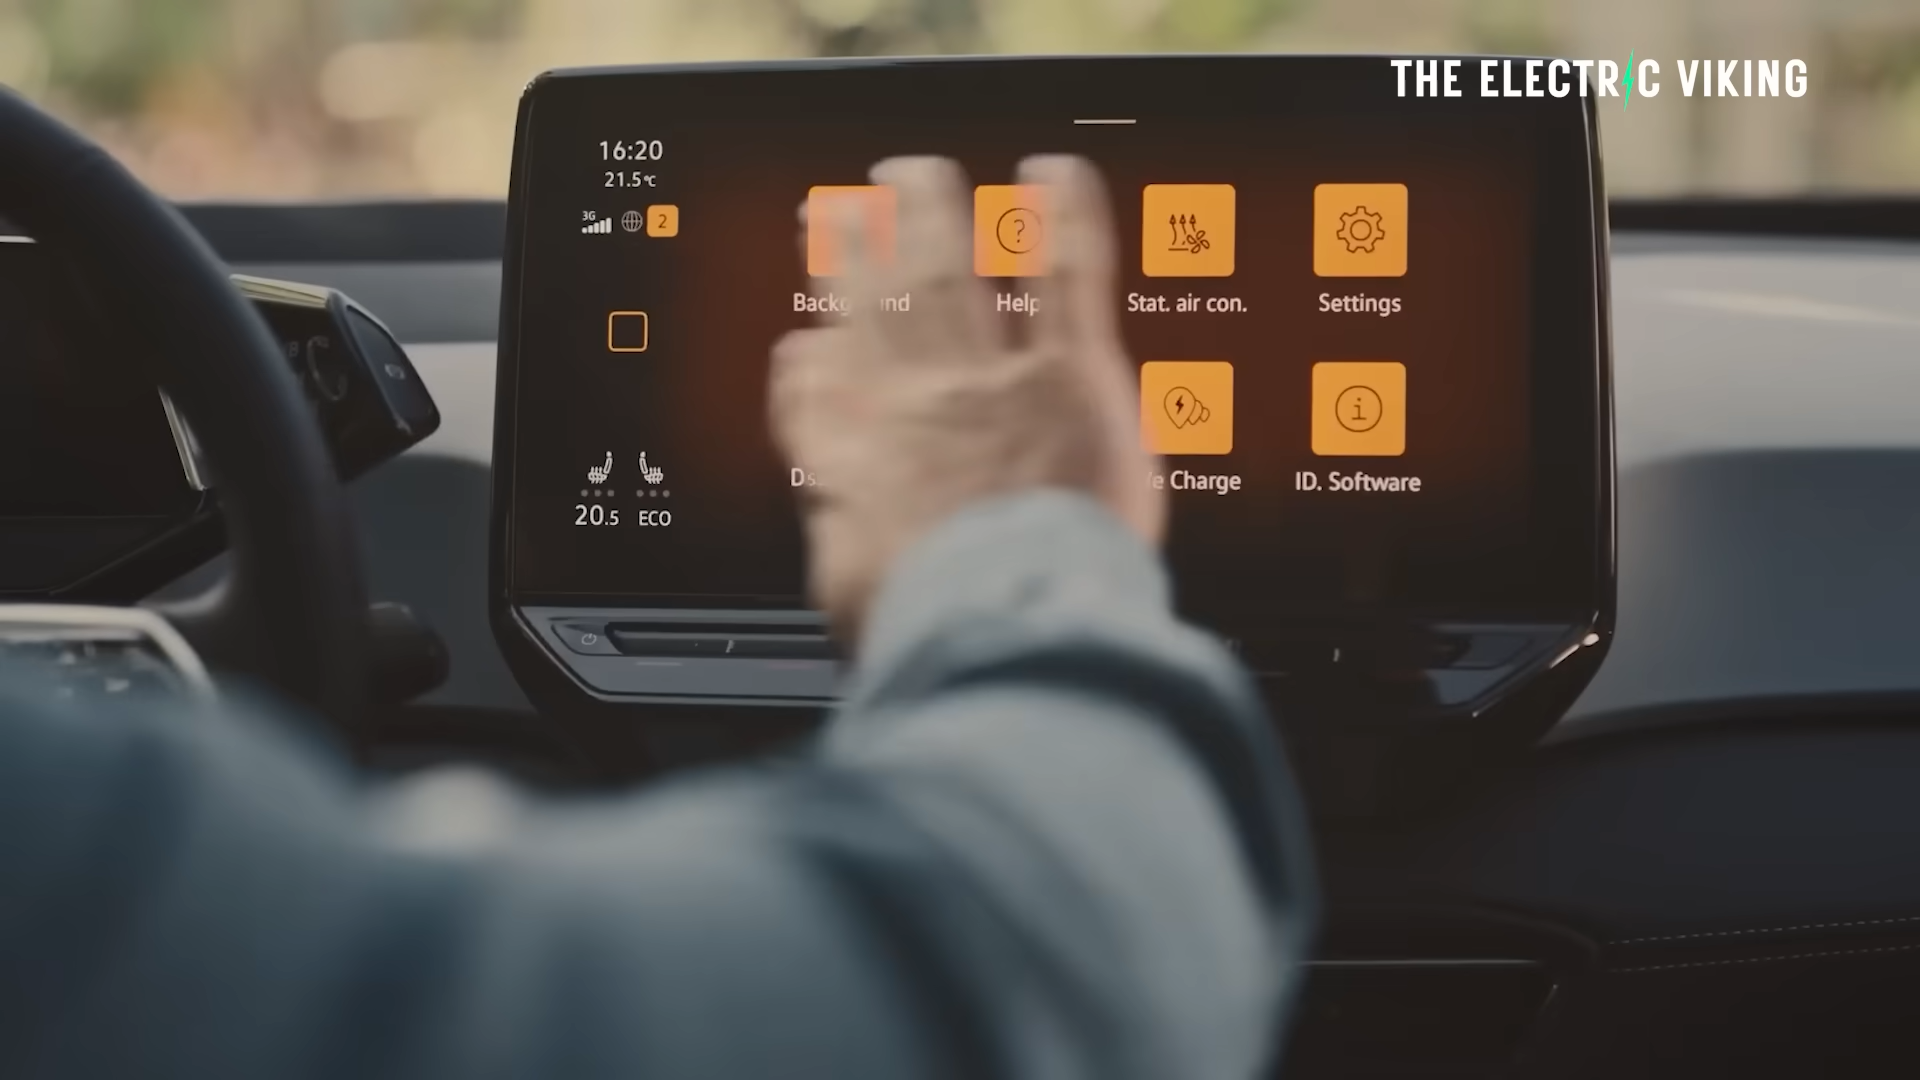 THE ELECTRIC VIKING
16:20
21.5°C
3G
2
Help
Stat. air con.
Settings
Charge
ID. Software
20.5 ECO